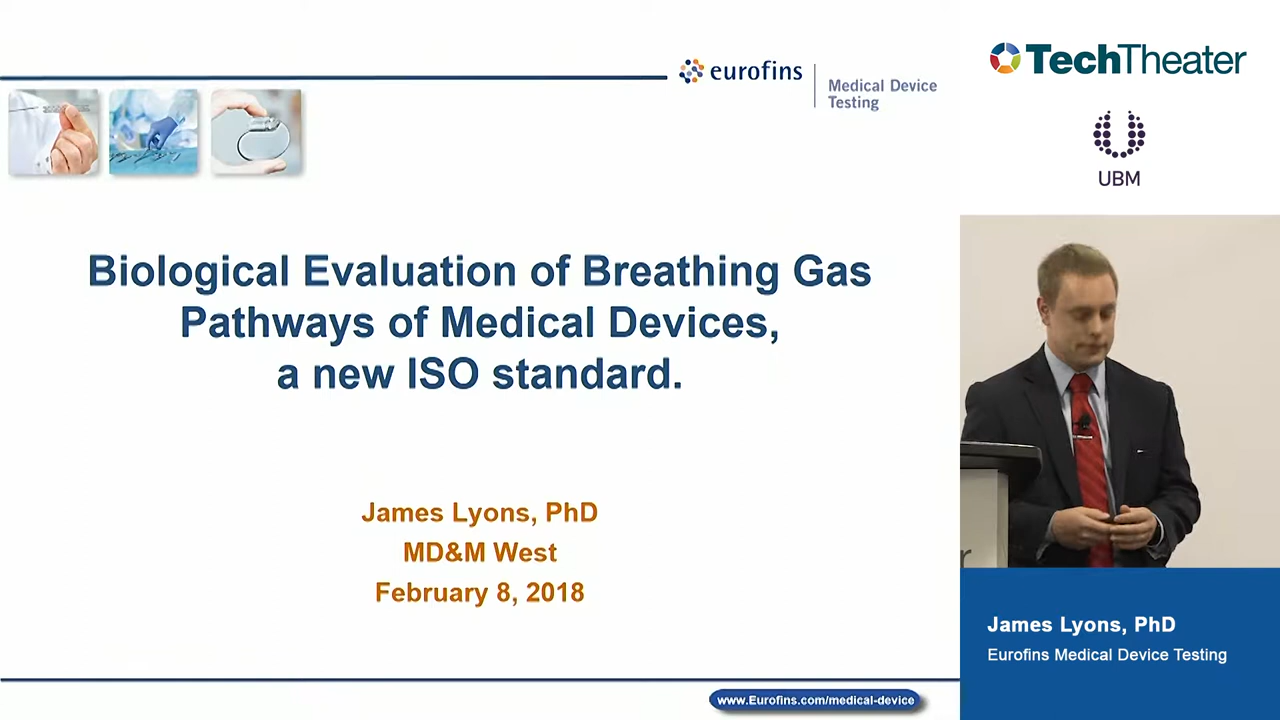 eurofins
Medical Device
Testing
TechTheater
UBM
Biological Evaluation of Breathing Gas
Pathways of Medical Devices,
a new ISO standard.
James Lyons, PhD
MD&M West
February 8, 2018
www.Eurofins.com/medical-device
James Lyons, PhD
Eurofins Medical Device Testing